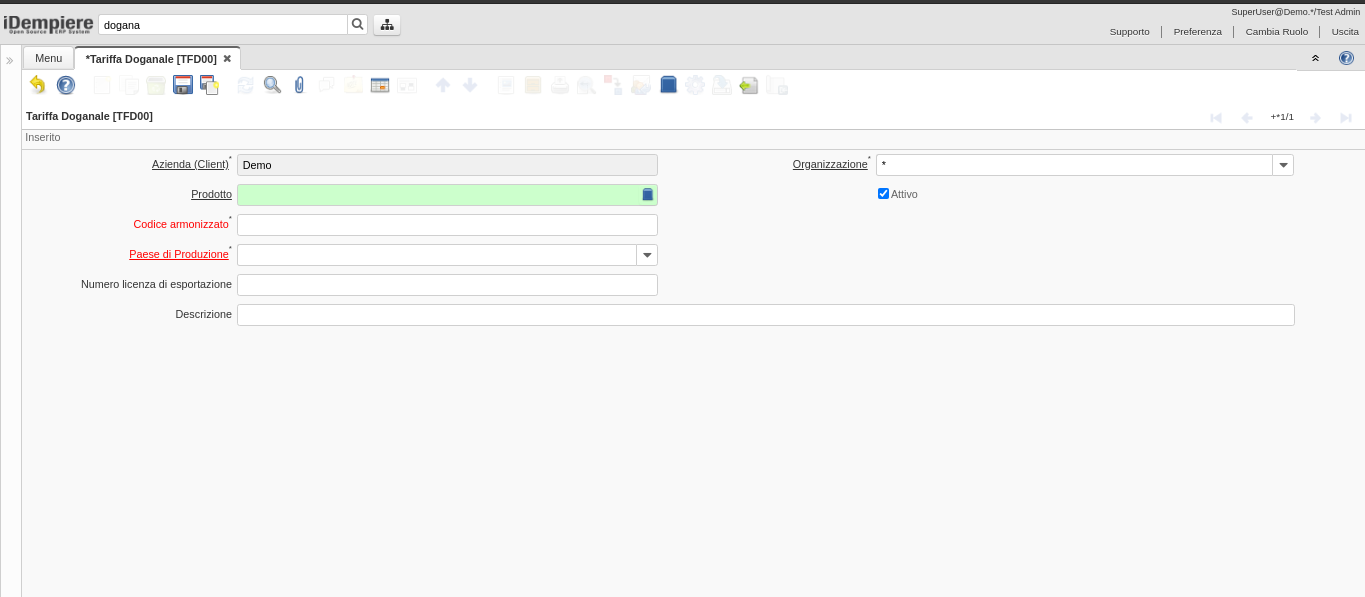 SuperUser@Demo.*/Test Admin
iDempiere
Open Source ERP System
dogana
Supporto
Preferenza
Cambia Ruolo
Uscita
Menu
*Tariffa Doganale [TFD00]
Tariffa Doganale [TFD00]
+*1/1
Inserito
Azienda (Client)* Demo
Organizzazione* *
Prodotto
Attivo
Codice armonizzato*
Paese di Produzione*
Numero licenza di esportazione
Descrizione